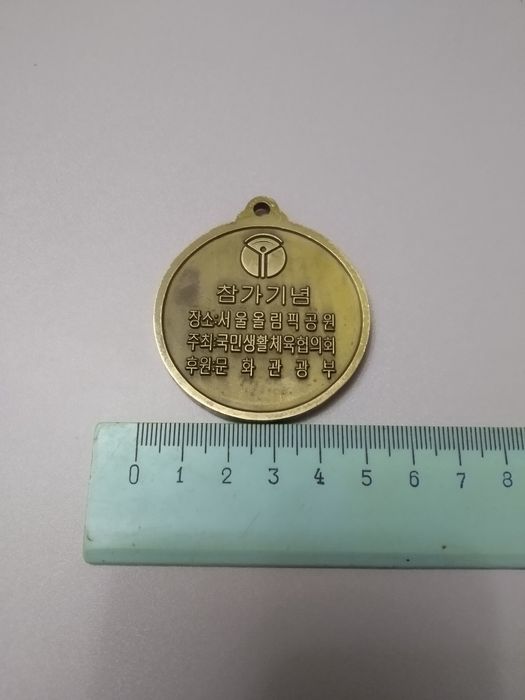 참가기념
장소:서울올림픽공원
주최:국민생활체육협의회
후원:문화관광부
0 1 2 3 4 5 6 7 8